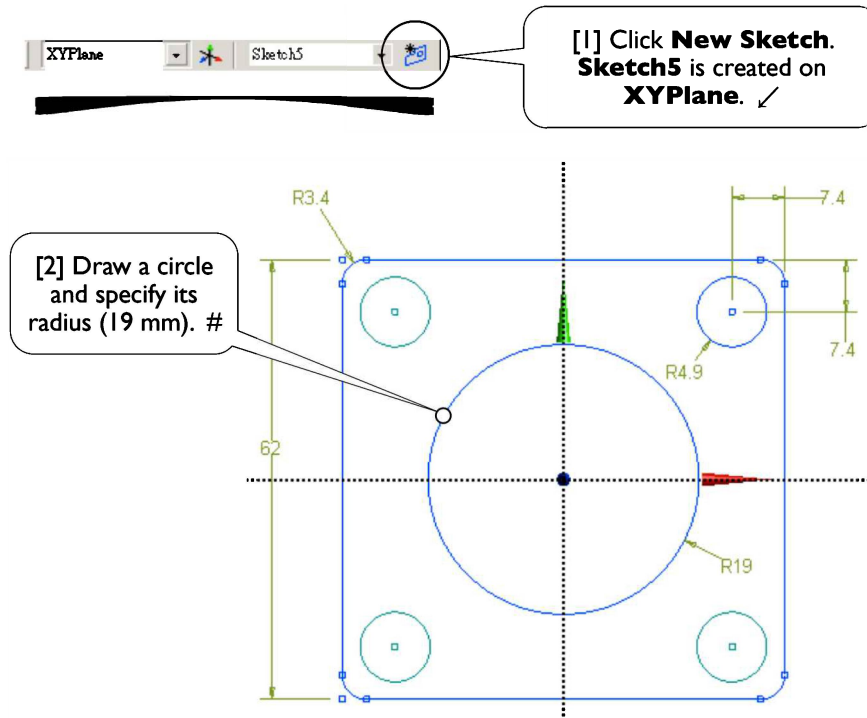 XYPlane
Sketch5
[1] Click New Sketch.
Sketch5 is created on
XYPlane. ↙
R3.4
7.4
[2] Draw a circle
and specify its
radius (19 mm). #
7.4
R4.9
62
R19